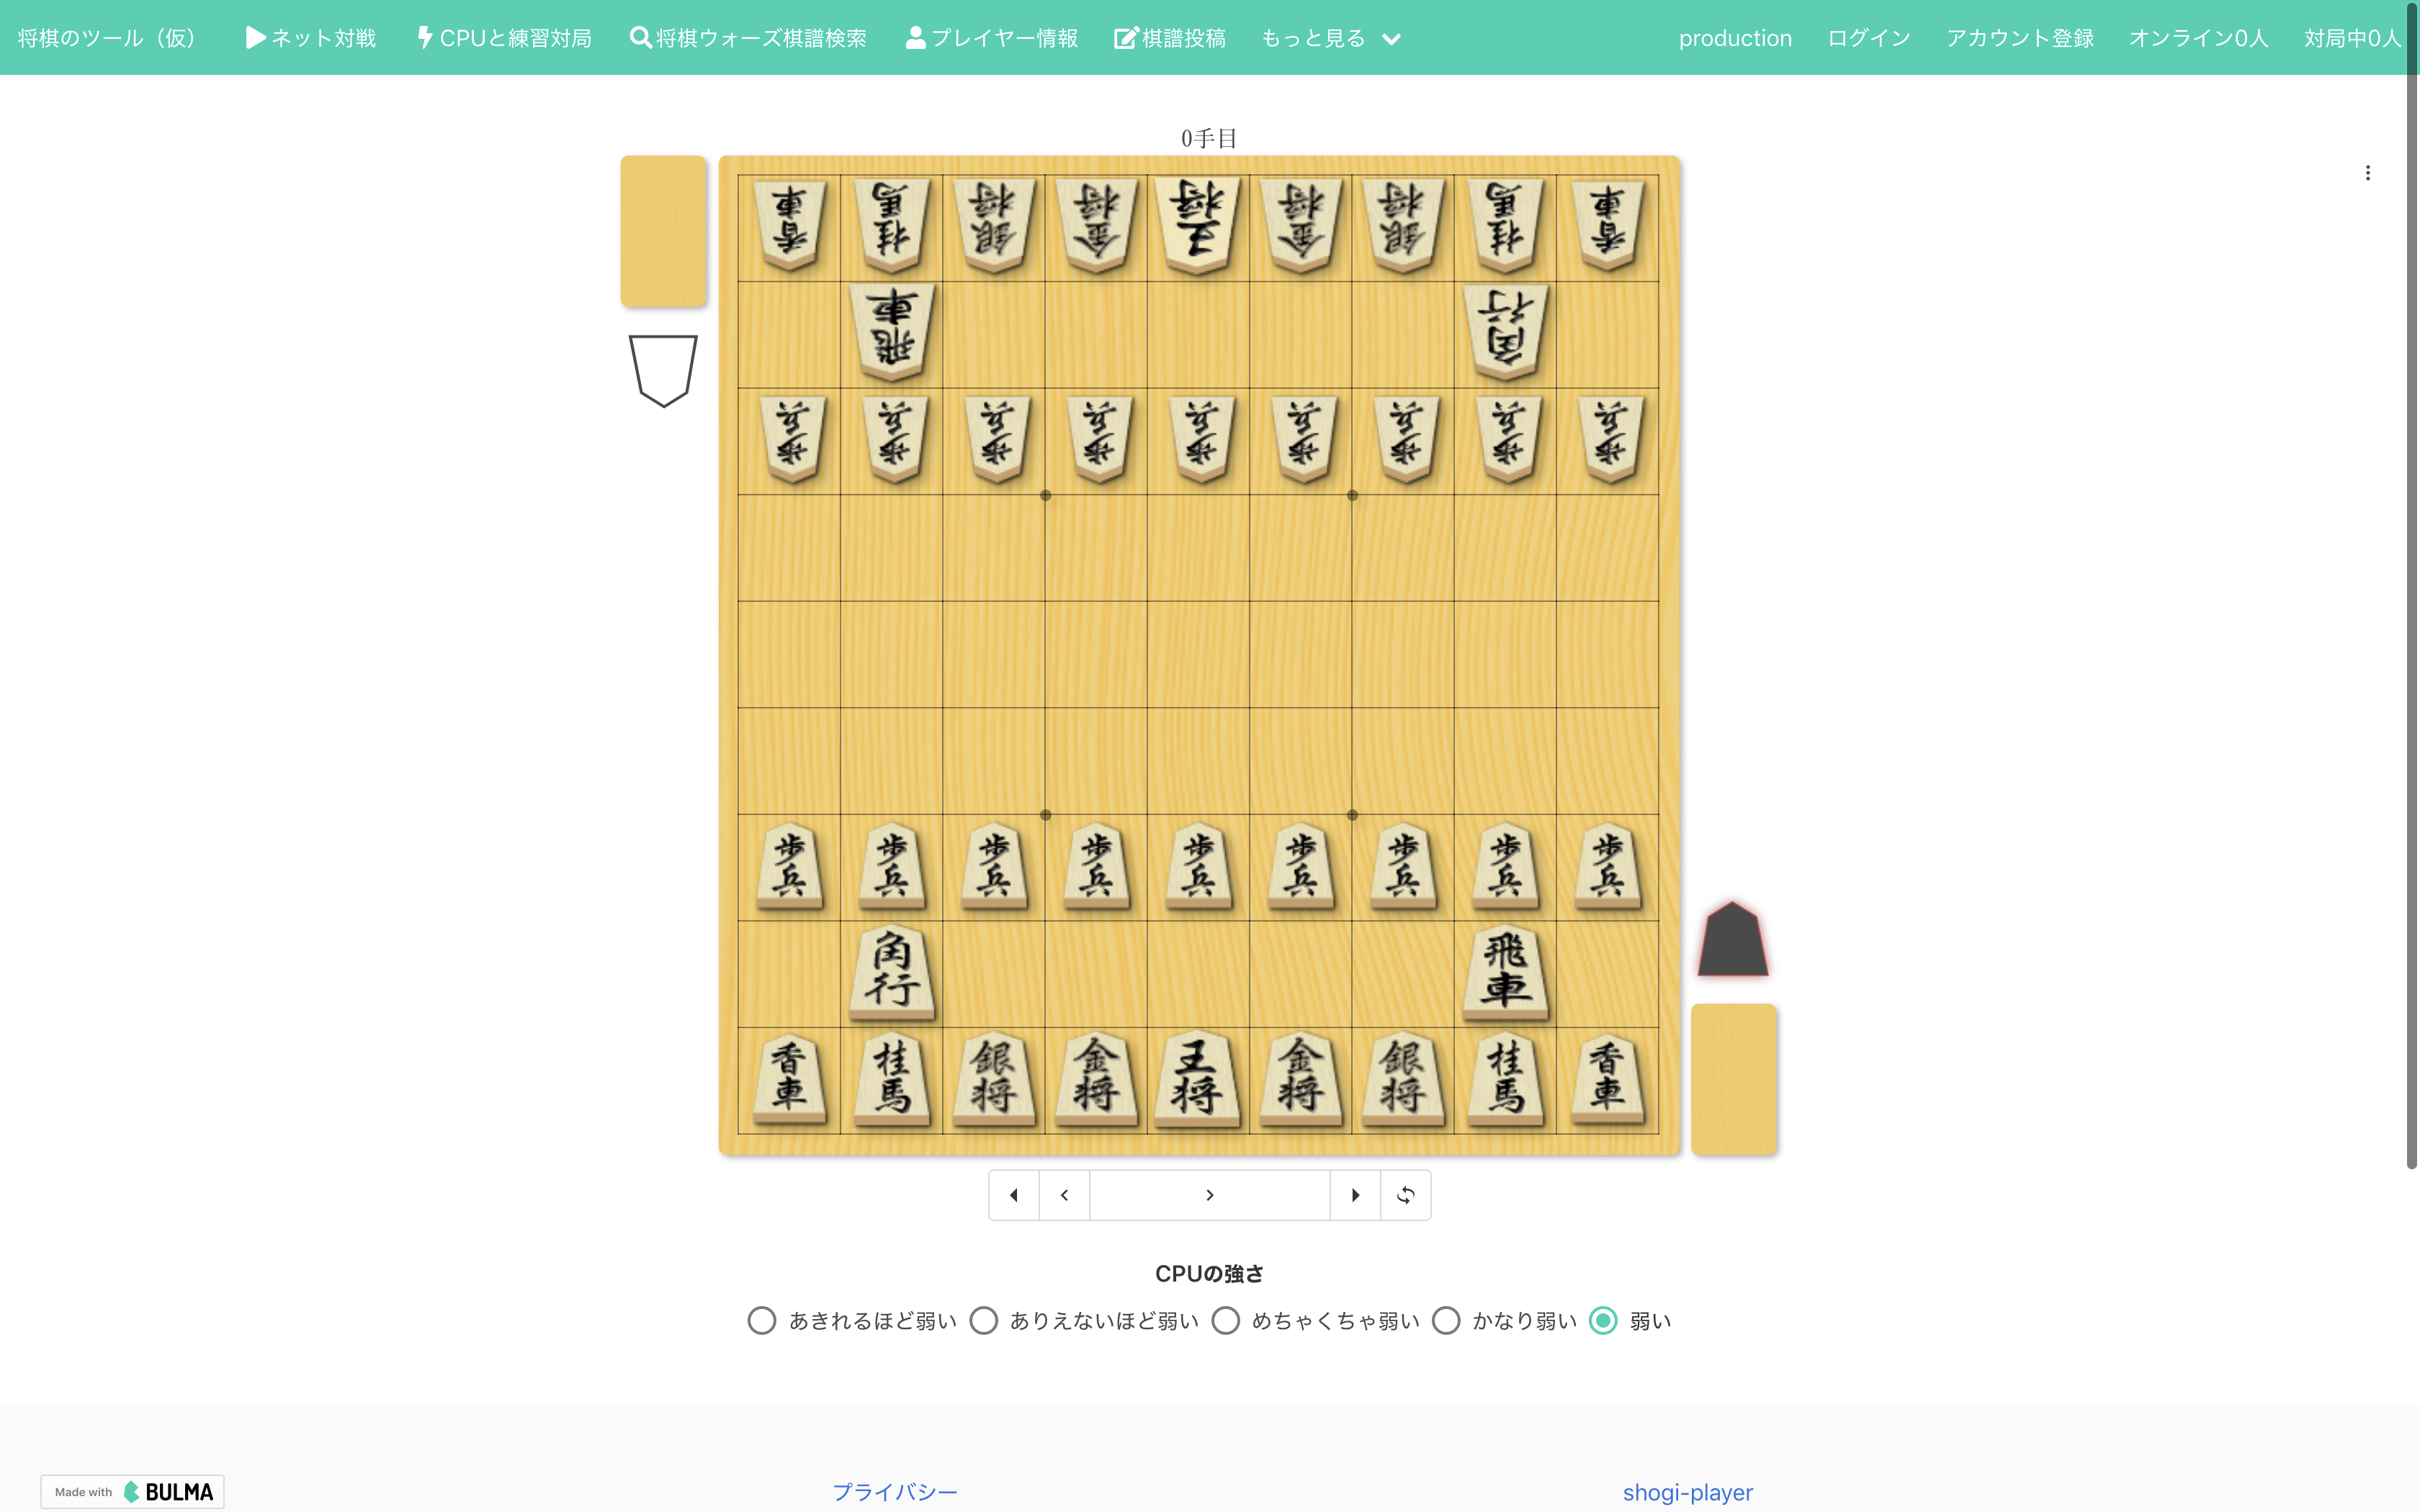 将棋のツール（仮） ネット対戦 CPUと練習対局 将棋ウォーズ棋譜検索 プレイヤー情報 棋譜投稿 もっと見る production ログイン アカウント登録 オンライン0人 対局中0人
0手目
香車 桂馬 銀将 金将 王将 金将 銀将 桂馬 香車
飛車 角行
歩兵 歩兵 歩兵 歩兵 歩兵 歩兵 歩兵 歩兵 歩兵
歩兵 歩兵 歩兵 歩兵 歩兵 歩兵 歩兵 歩兵 歩兵
角行 飛車
香車 桂馬 銀将 金将 王将 金将 銀将 桂馬 香車
CPUの強さ
あきれるほど弱い ありえないほど弱い めちゃくちゃ弱い かなり弱い 弱い
Made with BULMA プライバシー shogi-player